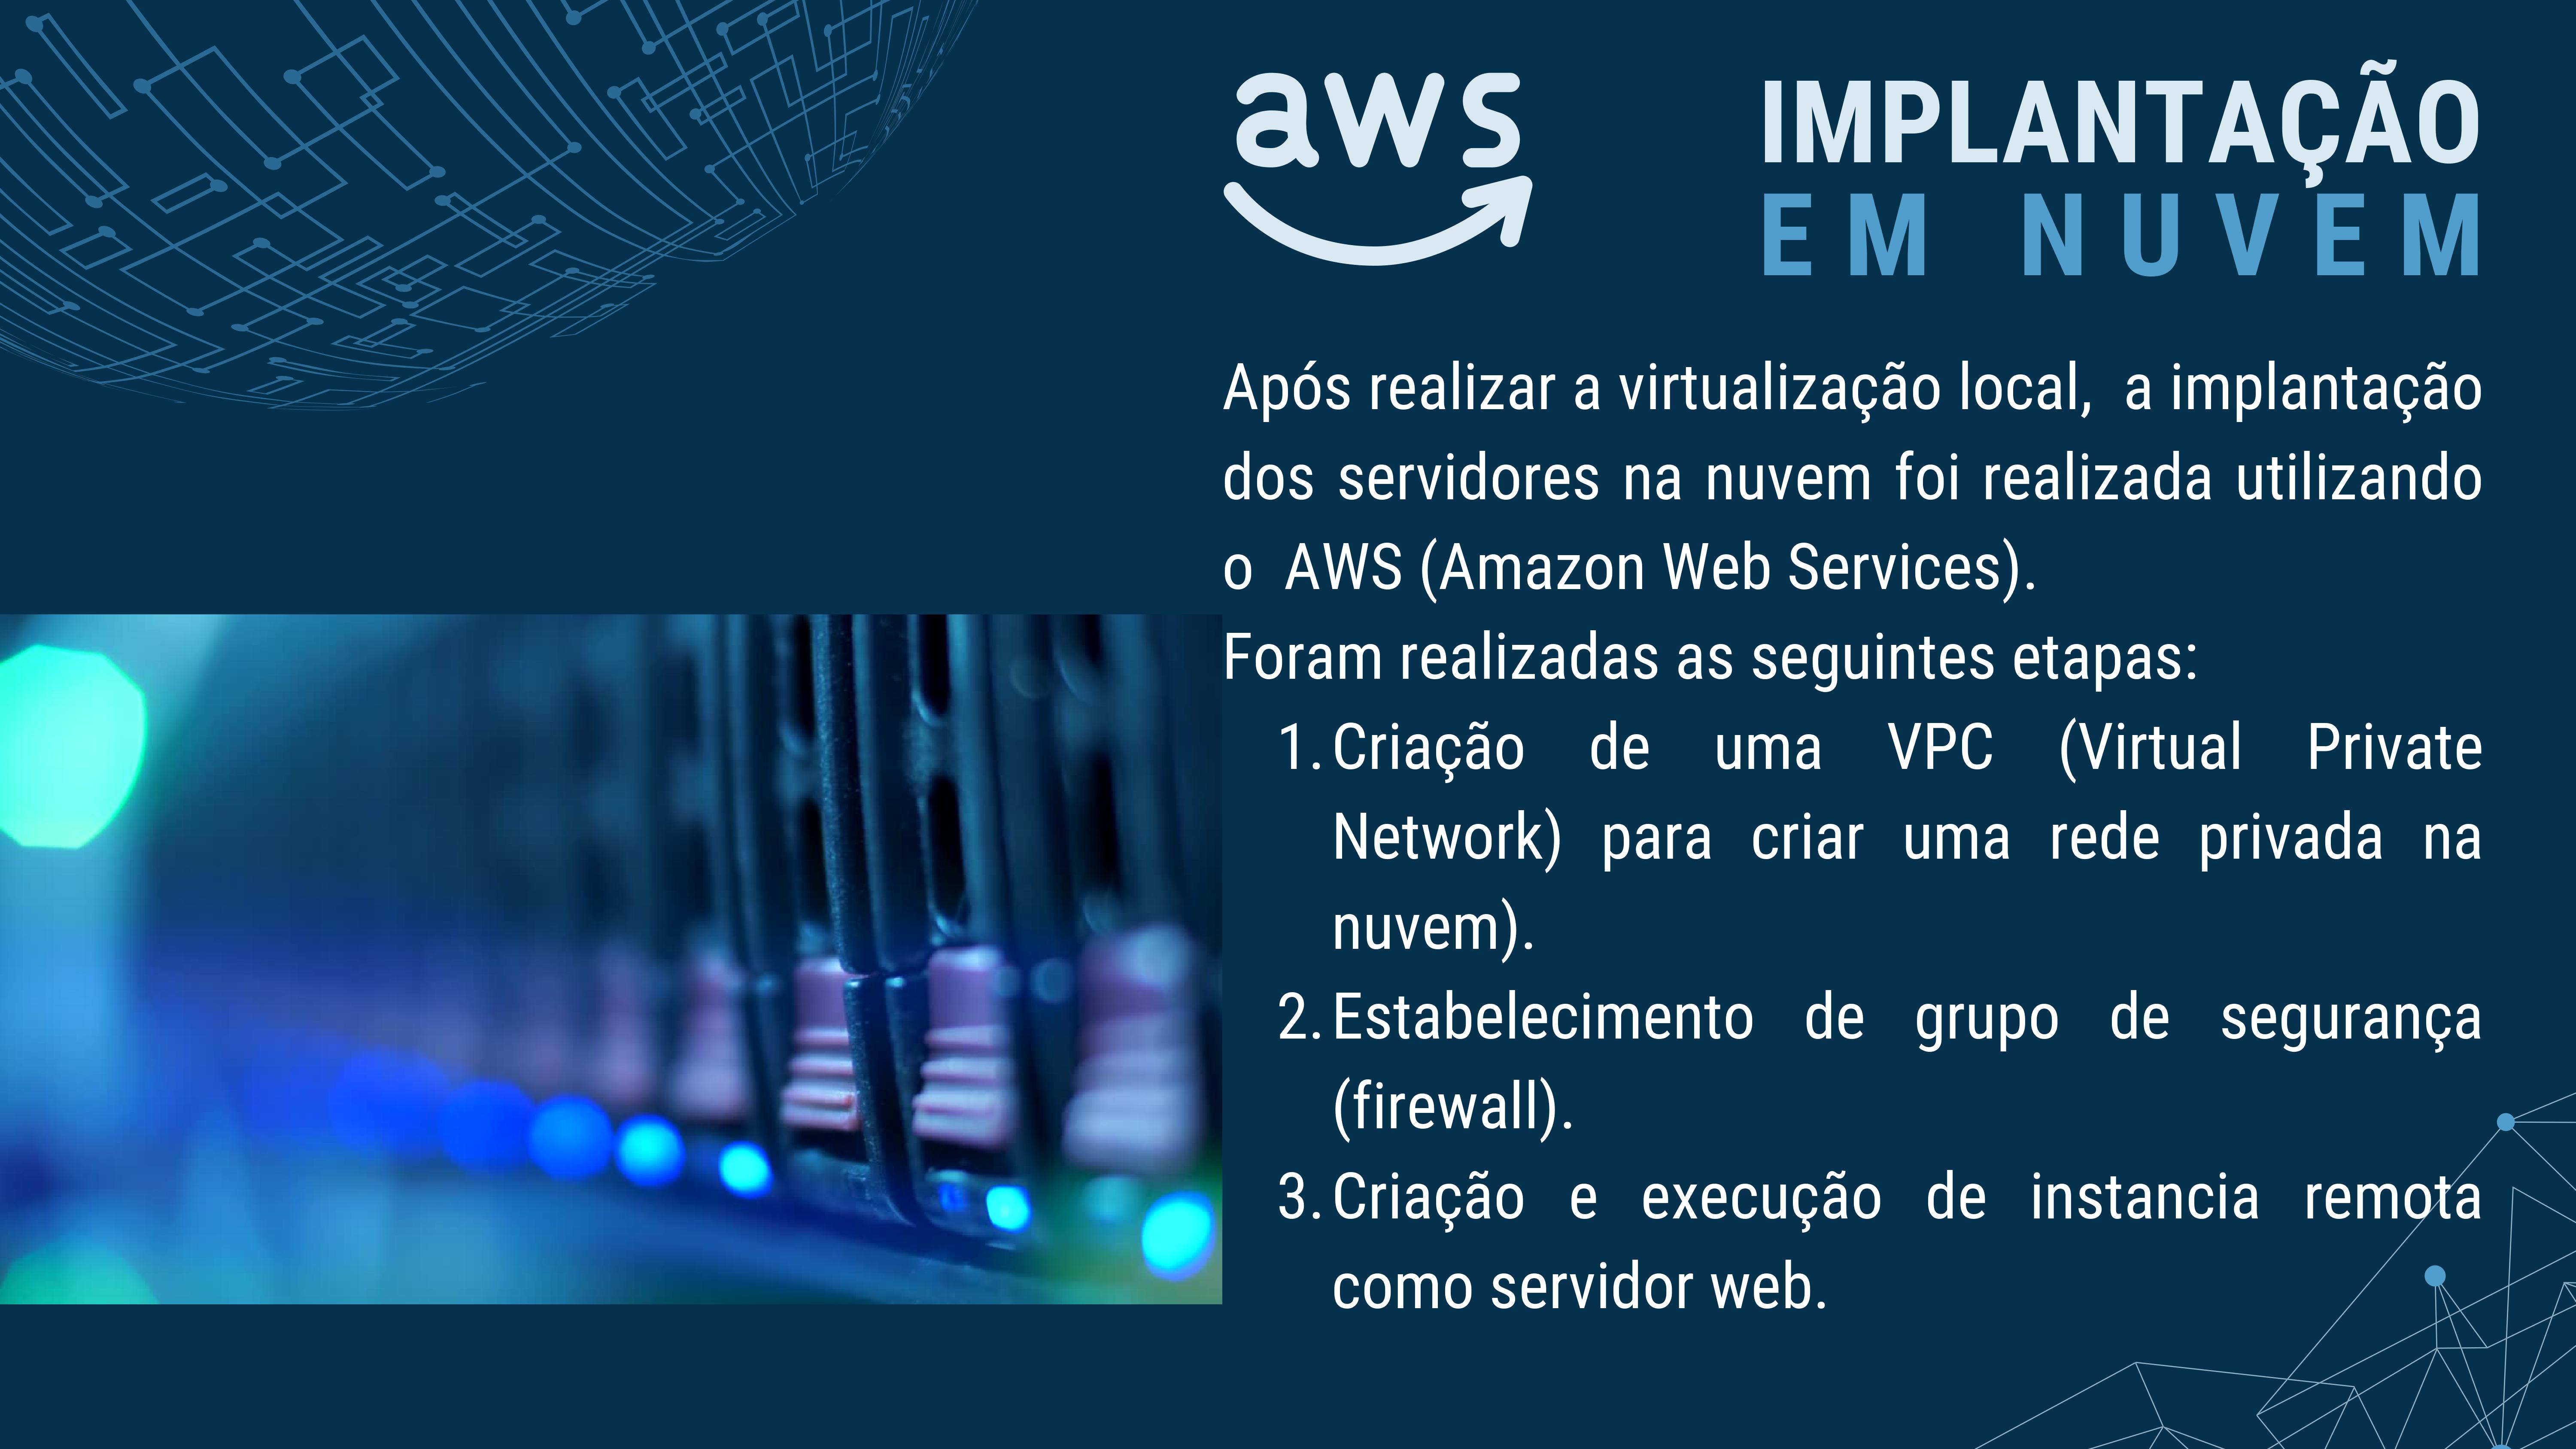 aws
IMPLANTAÇÃO
EM NUVEM
Após realizar a virtualização local, a implantação
dos servidores na nuvem foi realizada utilizando
o AWS (Amazon Web Services).
Foram realizadas as seguintes etapas:
1. Criação de uma VPC (Virtual Private
Network) para criar uma rede privada na
nuvem).
2. Estabelecimento de grupo de segurança
(firewall).
3. Criação e execução de instancia remota
como servidor web.